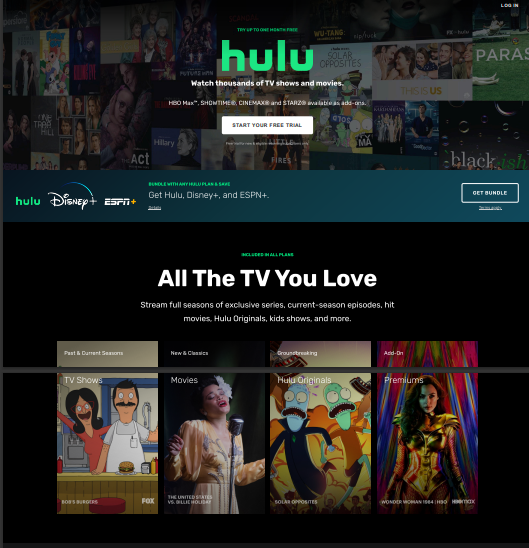 LOG IN
TRY UP TO ONE MONTH FREE
hulu
Watch thousands of TV shows and movies.
HBO Max™, SHOWTIME®, CINEMAX® and STARZ® available as add-ons.
START YOUR FREE TRIAL
WU-TANG
SOLAR
OPPOSITES
PARAS
THIS IS US
Hillary
Act
FIRES
black-ish
hulu
Disney+
ESPN+
BUNDLE WITH ANY HULU PLAN & SAVE
Get Hulu, Disney+, and ESPN+.
Details
GET BUNDLE
Terms apply
INCLUDED IN ALL PLANS
All The TV You Love
Stream full seasons of exclusive series, current-season episodes, hit
movies, Hulu Originals, kids shows, and more.
Past & Current Seasons
New & Classics
Groundbreaking
Add-On
TV Shows
Movies
Hulu Originals
Premiums
BOB'S BURGERS
FOX
THE UNITED STATES
VS. BILLIE HOLIDAY
SOLAR OPPOSITES
WONDER WOMAN 1984 | HBO
HBOMAX